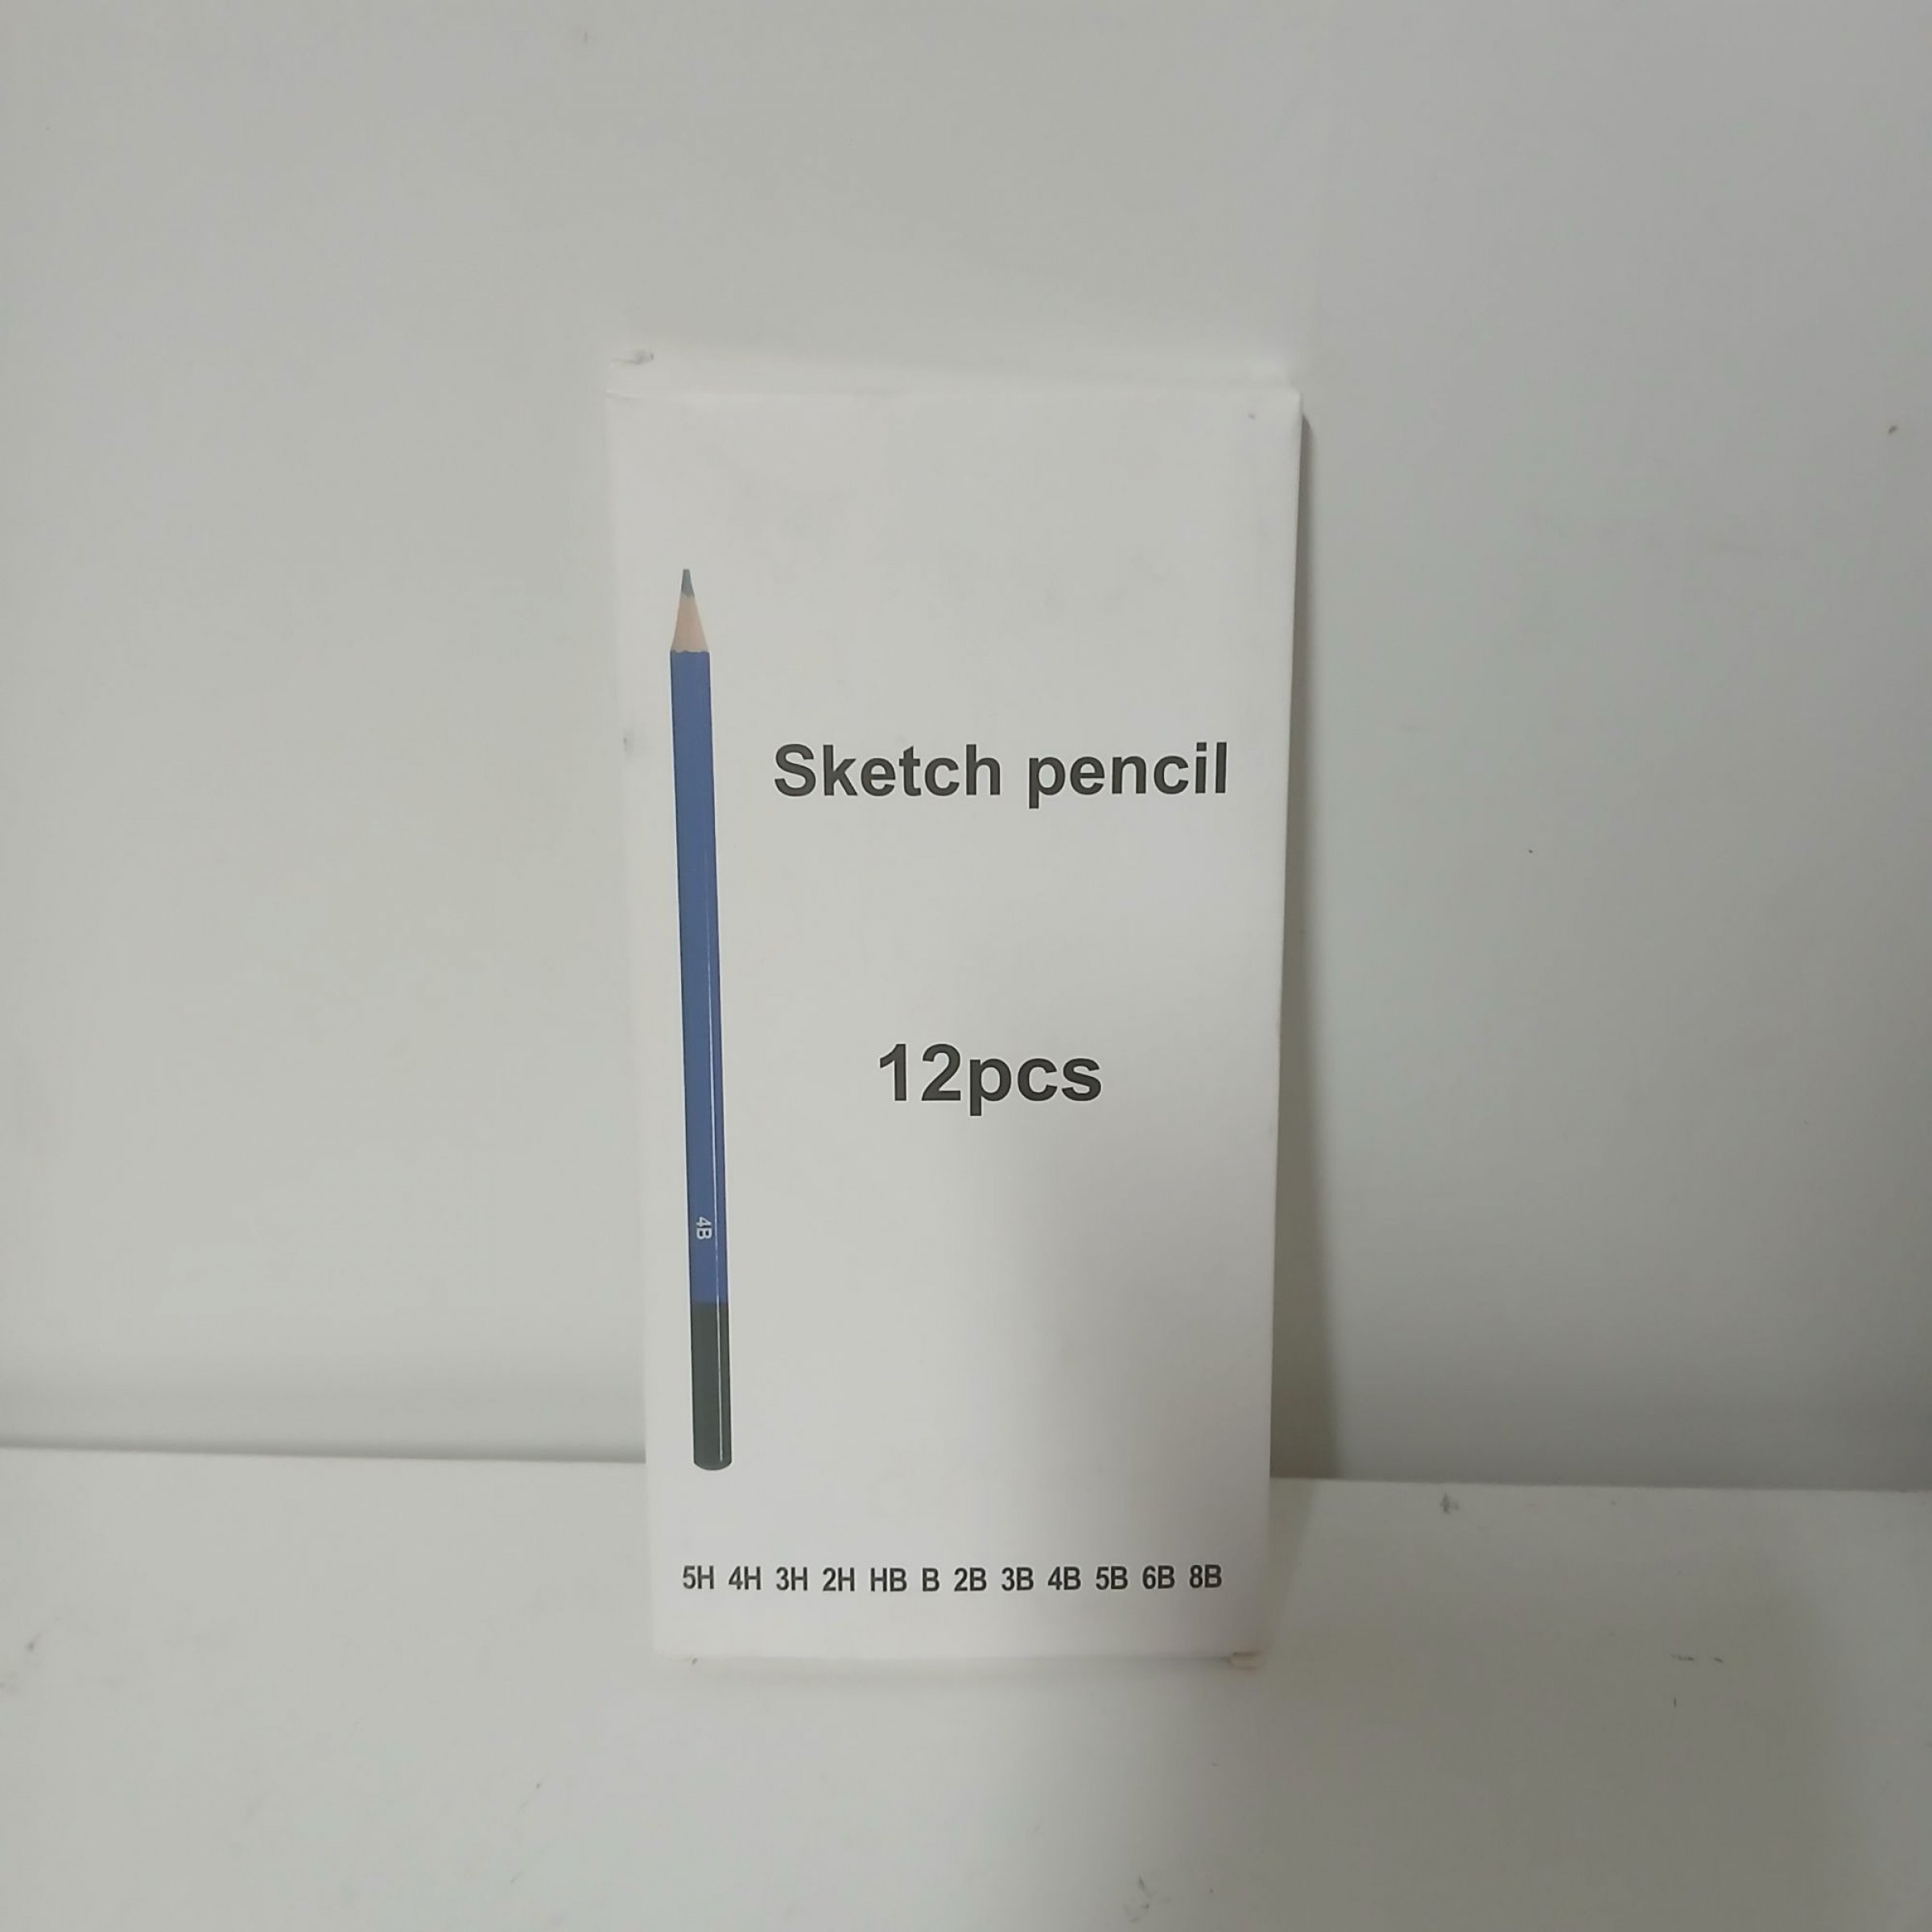 Sketch pencil
12pcs
4B
5H 4H 3H 2H HB B 2B 3B 4B 5B 6B 8B